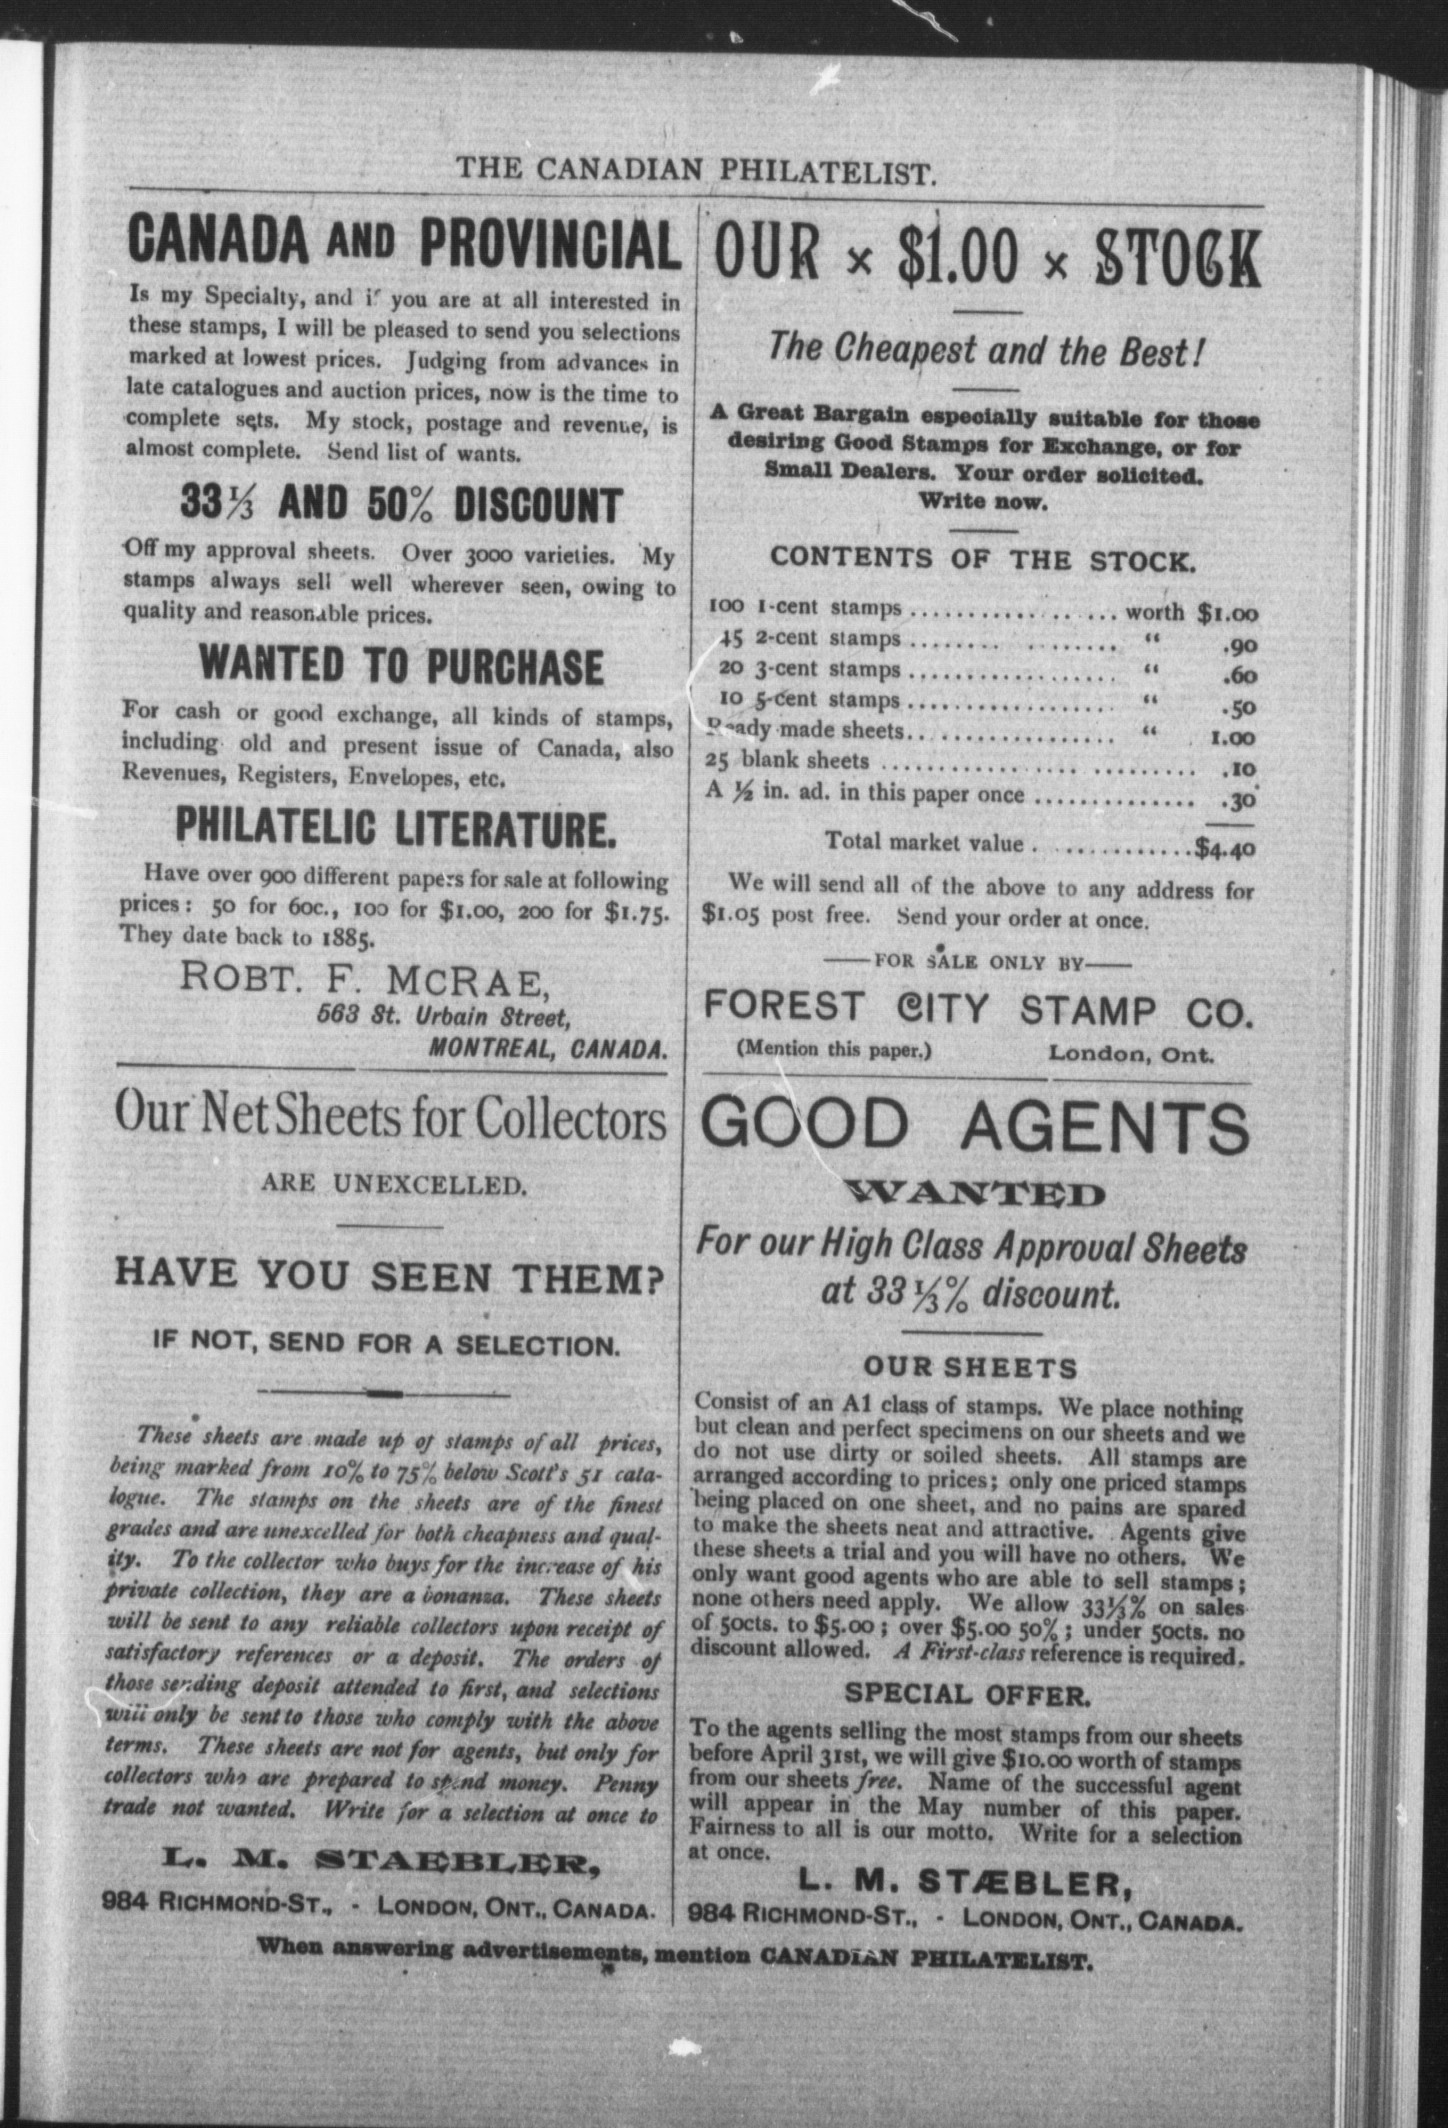 THE CANADIAN PHILATELIST.
CANADA AND PROVINCIAL
Is my Specialty, and if you are at all interested in
these stamps, I will be pleased to send you selections
marked at lowest prices. Judging from advances in
late catalogues and auction prices, now is the time to
complete sets. My stock, postage and revenue, is
almost complete. Send list of wants.
33⅓ AND 50% DISCOUNT
Off my approval sheets. Over 3000 varieties. My
stamps always sell well wherever seen, owing to
quality and reasonable prices.
WANTED TO PURCHASE
For cash or good exchange, all kinds of stamps,
including old and present issue of Canada, also
Revenues, Registers, Envelopes, etc.
PHILATELIC LITERATURE.
Have over 900 different papers for sale at following
prices: 50 for 60c., 100 for $1.00, 200 for $1.75.
They date back to 1885.
ROBT. F. MCRAE,
563 St. Urbain Street,
MONTREAL, CANADA.
Our Net Sheets for Collectors
ARE UNEXCELLED.
HAVE YOU SEEN THEM?
IF NOT, SEND FOR A SELECTION.
These sheets are made up of stamps of all prices,
being marked from 10% to 75% below Scott's 51 cata-
logue. The stamps on the sheets are of the finest
grades and are unexcelled for both cheapness and qual-
ity. To the collector who buys for the increase of his
private collection, they are a bonanza. These sheets
will be sent to any reliable collectors upon receipt of
satisfactory references or a deposit. The orders of
those sending deposit attended to first, and selections
will only be sent to those who comply with the above
terms. These sheets are not for agents, but only for
collectors who are prepared to spend money. Penny
trade not wanted. Write for a selection at once to
L. M. STAEBLER,
984 RICHMOND-ST., - LONDON, ONT., CANADA.
OUR × $1.00 × STOCK
The Cheapest and the Best!
A Great Bargain especially suitable for those
desiring Good Stamps for Exchange, or for
Small Dealers. Your order solicited.
Write now.
CONTENTS OF THE STOCK.
100 1-cent stamps .................... worth $1.00
45 2-cent stamps .................... " .90
20 3-cent stamps .................... " .60
10 5-cent stamps .................... " .50
Ready made sheets.................... " 1.00
25 blank sheets .......................... .10
A ½ in. ad. in this paper once .............. .30
Total market value ..............$4.40
We will send all of the above to any address for
$1.05 post free. Send your order at once.
——FOR SALE ONLY BY——
FOREST CITY STAMP CO.
(Mention this paper.) London, Ont.
GOOD AGENTS
WANTED
For our High Class Approval Sheets
at 33⅓% discount.
OUR SHEETS
Consist of an A1 class of stamps. We place nothing
but clean and perfect specimens on our sheets and we
do not use dirty or soiled sheets. All stamps are
arranged according to prices; only one priced stamps
being placed on one sheet, and no pains are spared
to make the sheets neat and attractive. Agents give
these sheets a trial and you will have no others. We
only want good agents who are able to sell stamps;
none others need apply. We allow 33⅓% on sales
of 50cts. to $5.00; over $5.00 50%; under 50cts. no
discount allowed. A First-class reference is required.
SPECIAL OFFER.
To the agents selling the most stamps from our sheets
before April 31st, we will give $10.00 worth of stamps
from our sheets free. Name of the successful agent
will appear in the May number of this paper.
Fairness to all is our motto. Write for a selection
at once.
L. M. STÆBLER,
984 RICHMOND-ST., - LONDON, ONT., CANADA.
When answering advertisements, mention CANADIAN PHILATELIST.